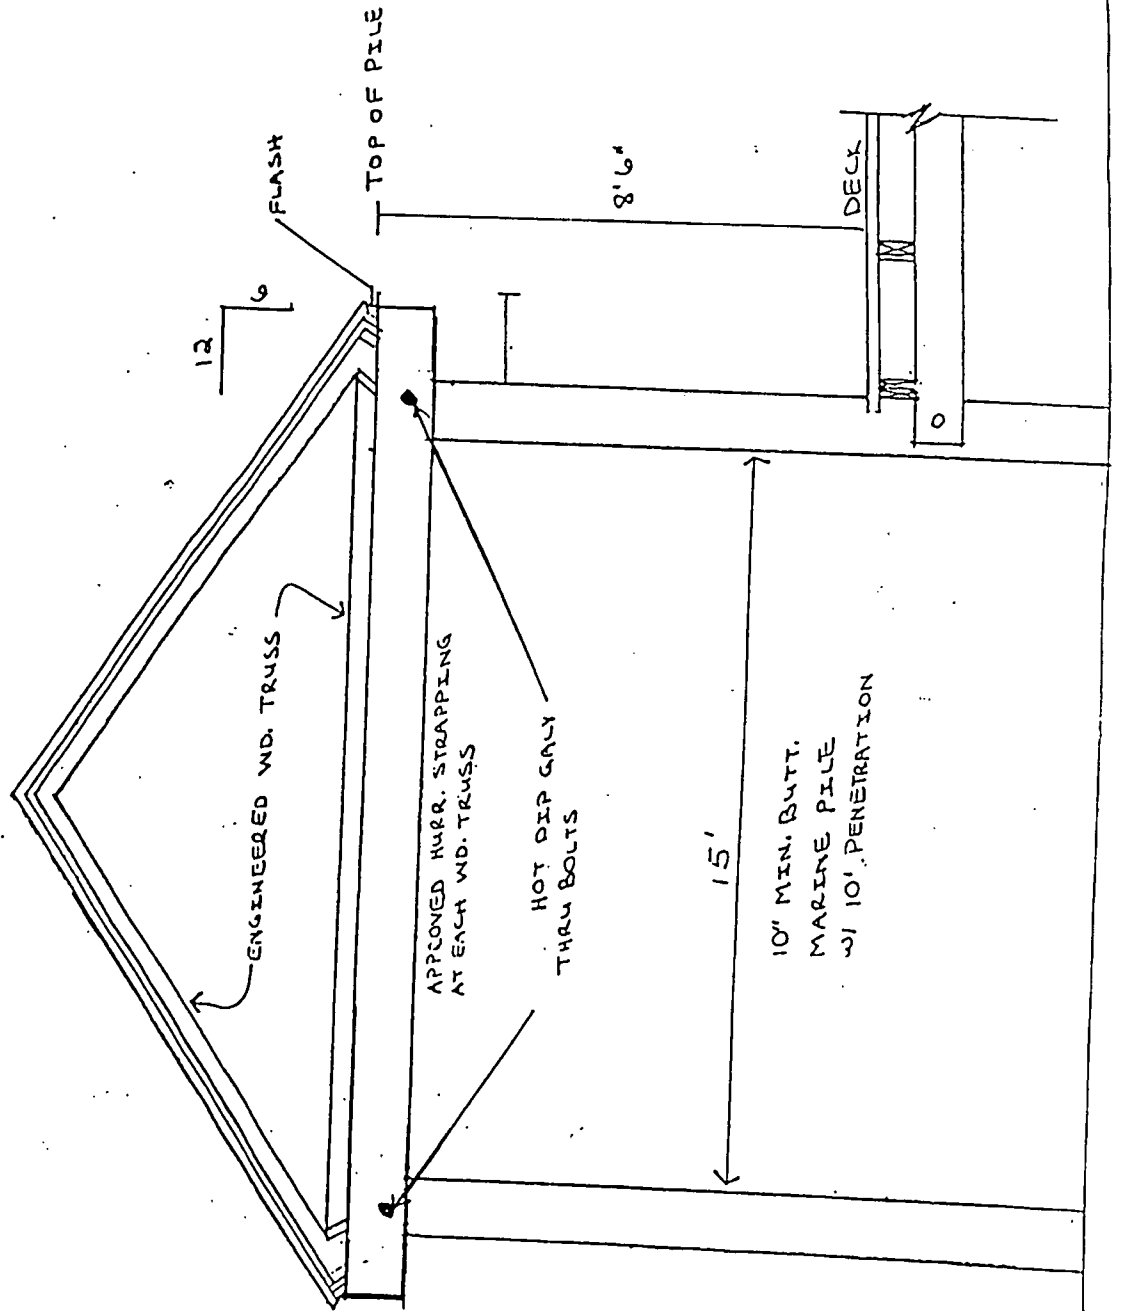 12
6
FLASH
TOP OF PILE
ENGINEERED WD. TRUSS
8'6"
DECK
APPROVED HURR. STRAPPING
AT EACH WD. TRUSS
HOT DIP GALV
THRU BOLTS
15'
10" MIN. BUTT.
MARINE PILE
W/ 10' PENETRATION